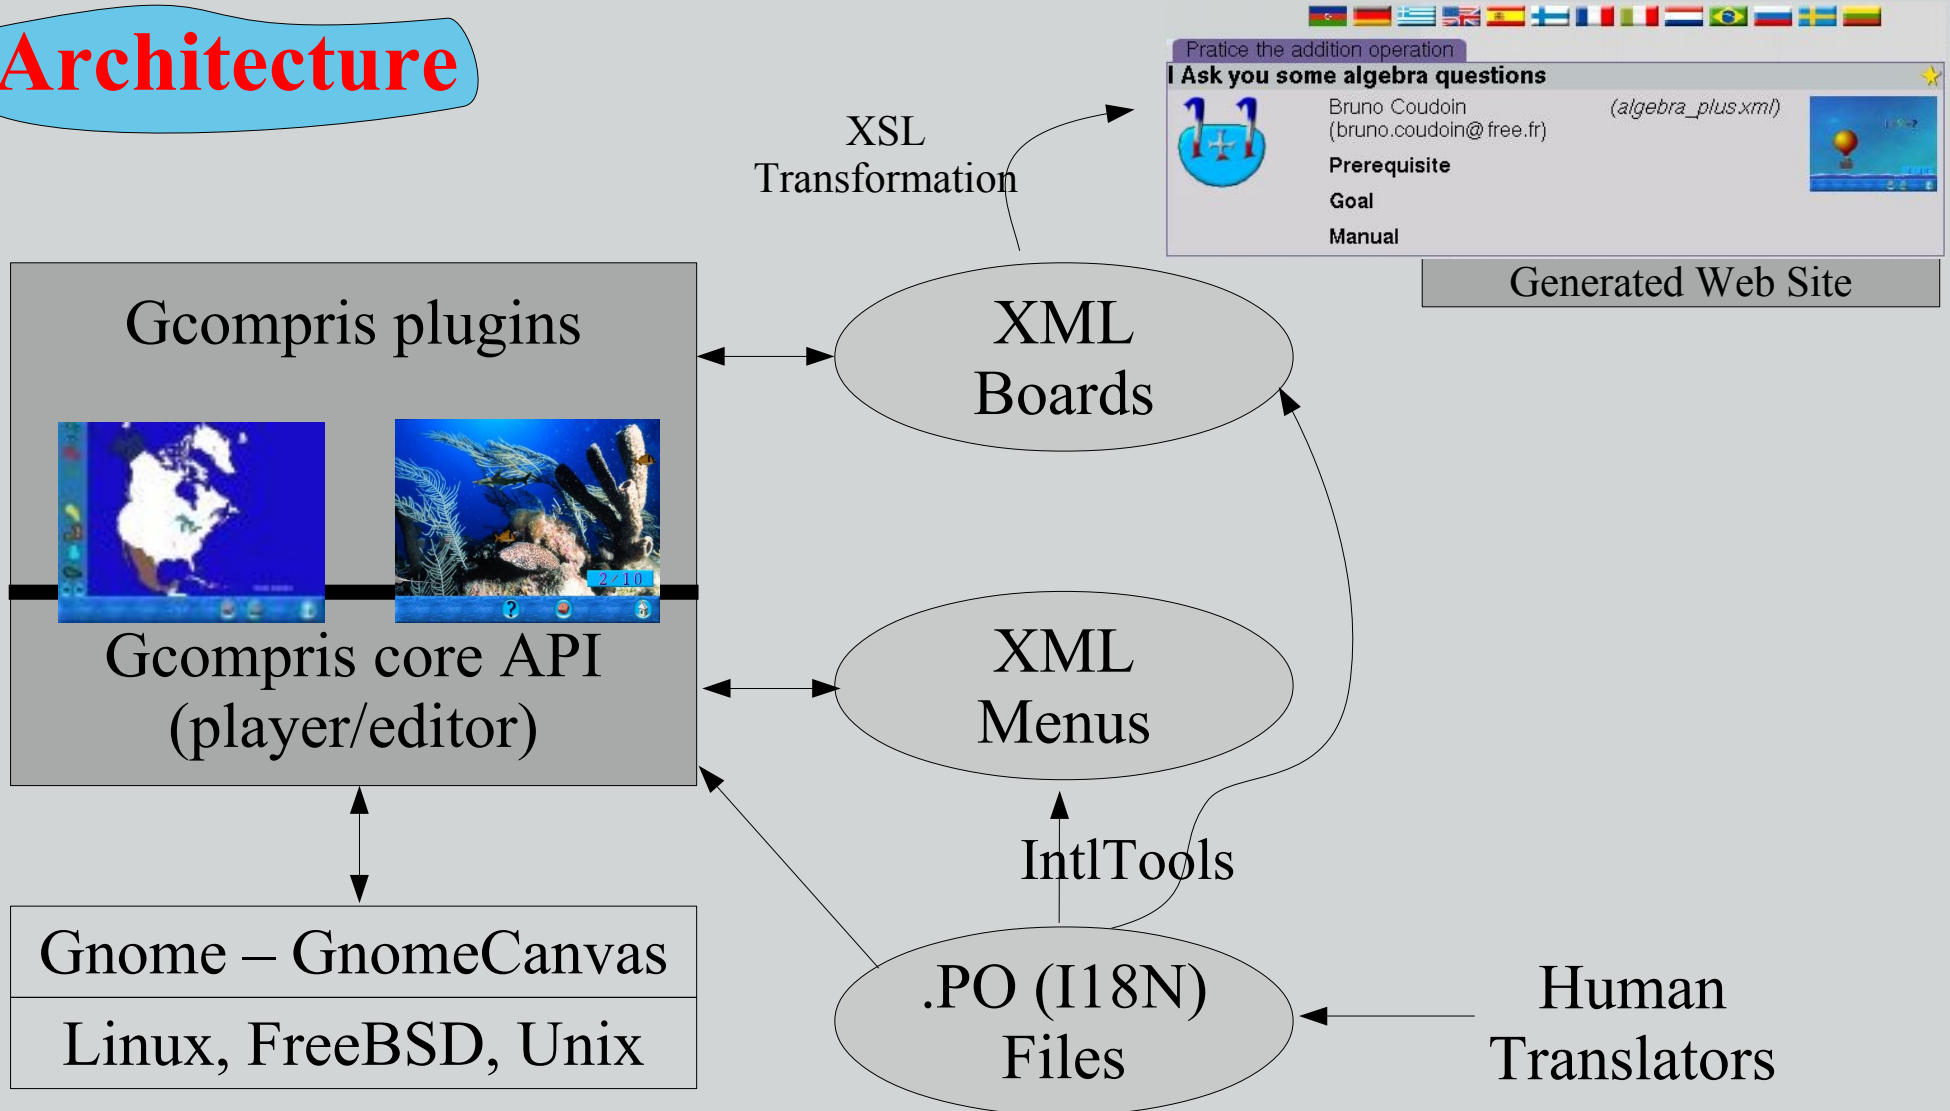 Architecture
Pratice the addition operation
I Ask you some algebra questions
Bruno Coudoin
(bruno.coudoin@free.fr)
(algebra_plus.xml)
Prerequisite
Goal
Manual
Generated Web Site
XSL
Transformation
Gcompris plugins
XML
Boards
2/10
?
Gcompris core API
(player/editor)
XML
Menus
IntlTools
Gnome – GnomeCanvas
Linux, FreeBSD, Unix
.PO (I18N)
Files
Human
Translators